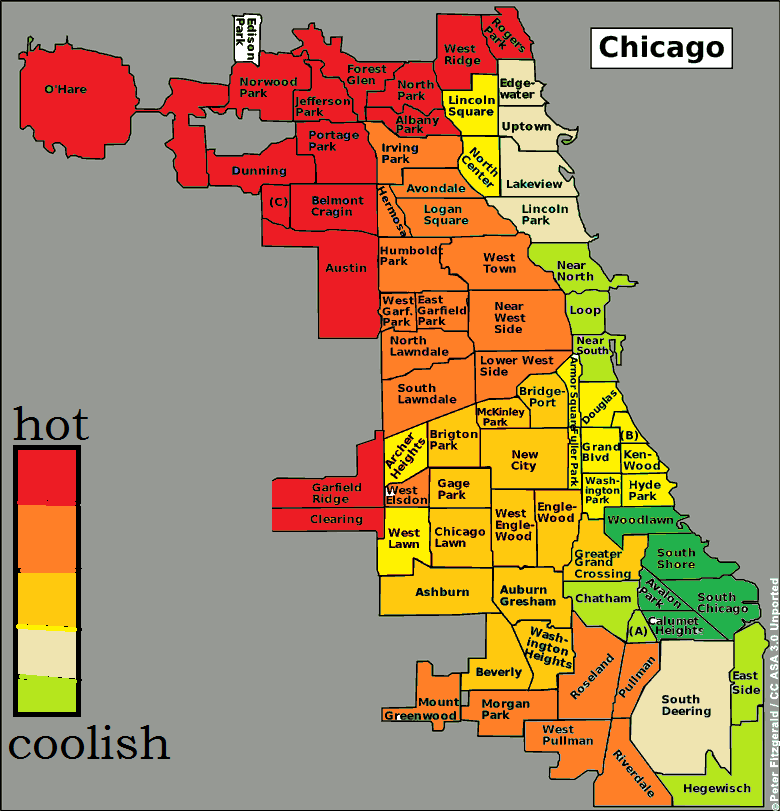 Chicago
Edison
Park
O'Hare
Norwood
Park
Jefferson
Park
Forest
Glen
North
Park
West
Ridge
Rogers
Park
Lincoln
Square
Edge-
water
Uptown
Albany
Park
Portage
Park
Irving
Park
North
Center
Dunning
Lakeview
(C)
Belmont
Cragin
Hermosa
Avondale
Logan
Square
Lincoln
Park
Austin
Humboldt
Park
West
Town
Near
North
West
Garf.
Park
East
Garfield
Park
Near
West
Side
Loop
North
Lawndale
Near
South
Lower West
Side
South
Lawndale
Bridge-
Port
Armor Square
Douglas
McKinley
Park
hot
Archer
Heights
Brigton
Park
New
City
Fuller Park
Grand
Blvd
(B)
Ken-
Wood
Garfield
Ridge
West
Elsdon
Gage
Park
Wash-
ington
Park
Hyde
Park
Clearing
West
Lawn
Chicago
Lawn
West
Engle-
Wood
Engle-
Wood
Woodlawn
Greater
Grand
Crossing
South
Shore
Ashburn
Auburn
Gresham
Chatham
Avalon
Park
South
Chicago
(A)
Calumet
Heights
Beverly
Wash-
ington
Heights
Roseland
Pullman
South
Deering
East
Side
Mount
Greenwood
Morgan
Park
West
Pullman
Riverdale
Hegewisch
coolish
©Peter Fitzgerald / CC ASA 3.0 Unported